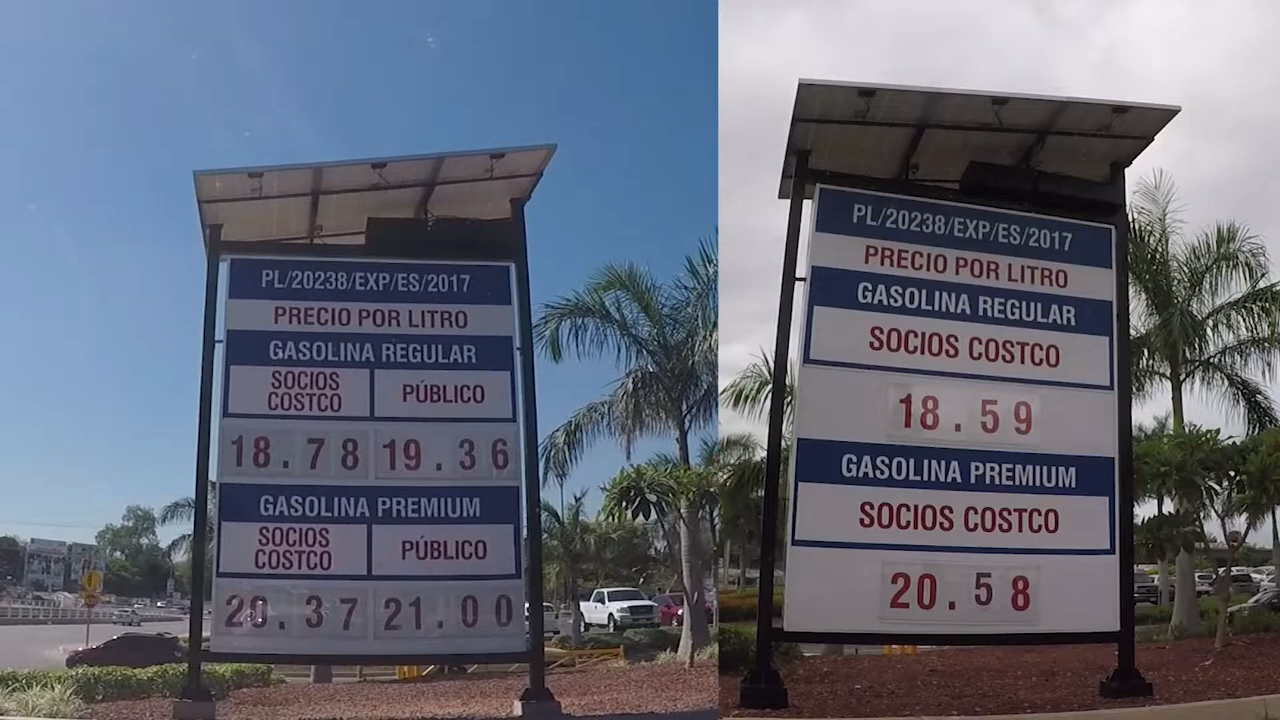 PL/20238/EXP/ES/2017
PRECIO POR LITRO
GASOLINA REGULAR
SOCIOS COSTCO PÚBLICO
18.78 19.36
GASOLINA PREMIUM
SOCIOS COSTCO PÚBLICO
20.37 21.00
PL/20238/EXP/ES/2017
PRECIO POR LITRO
GASOLINA REGULAR
SOCIOS COSTCO
18.59
GASOLINA PREMIUM
SOCIOS COSTCO
20.58